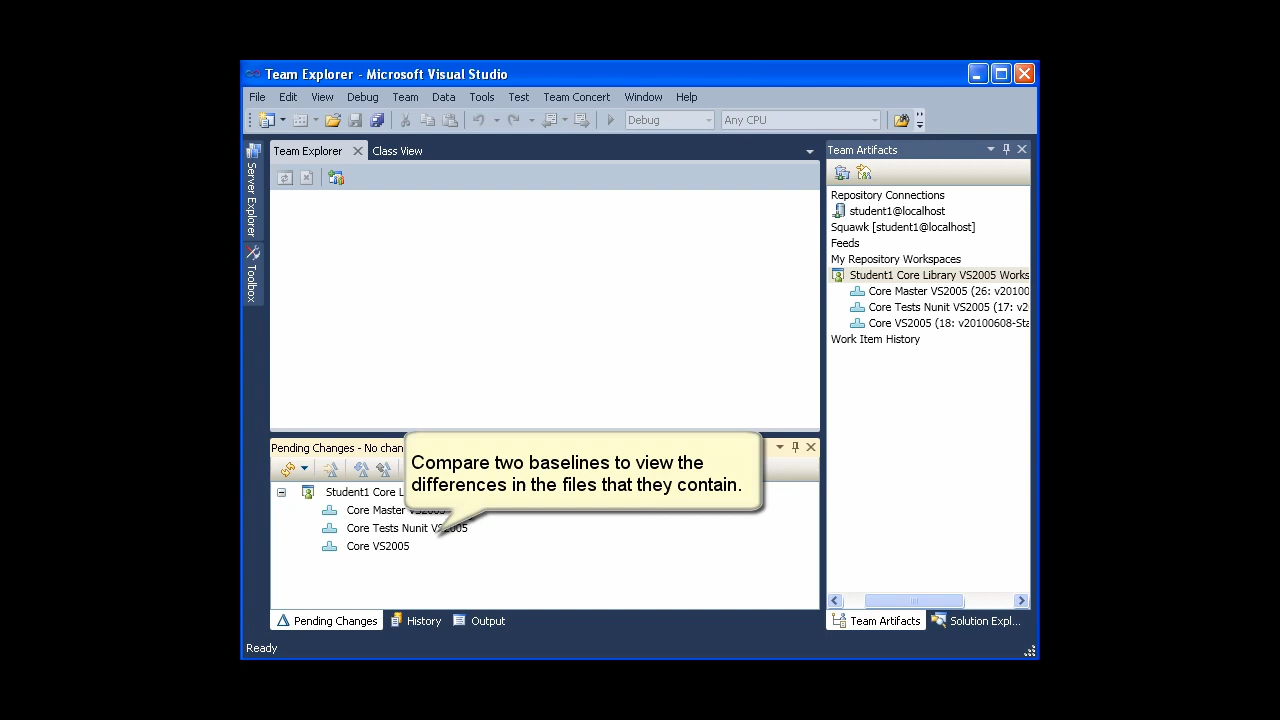 Team Explorer - Microsoft Visual Studio
File Edit View Debug Team Data Tools Test Team Concert Window Help
Debug Any CPU
Server Explorer
Toolbox
Team Explorer Class View
Team Artifacts
Repository Connections
student1@localhost
Squawk [student1@localhost]
Feeds
My Repository Workspaces
Student1 Core Library VS2005 Works
Core Master VS2005 (26: v20100
Core Tests Nunit VS2005 (17: v2
Core VS2005 (18: v20100608-Sta
Work Item History
Pending Changes - No chan
Compare two baselines to view the
differences in the files that they contain.
Student1 Core L
Core Master VS2005
Core Tests Nunit VS2005
Core VS2005
Pending Changes History Output
Team Artifacts Solution Expl...
Ready